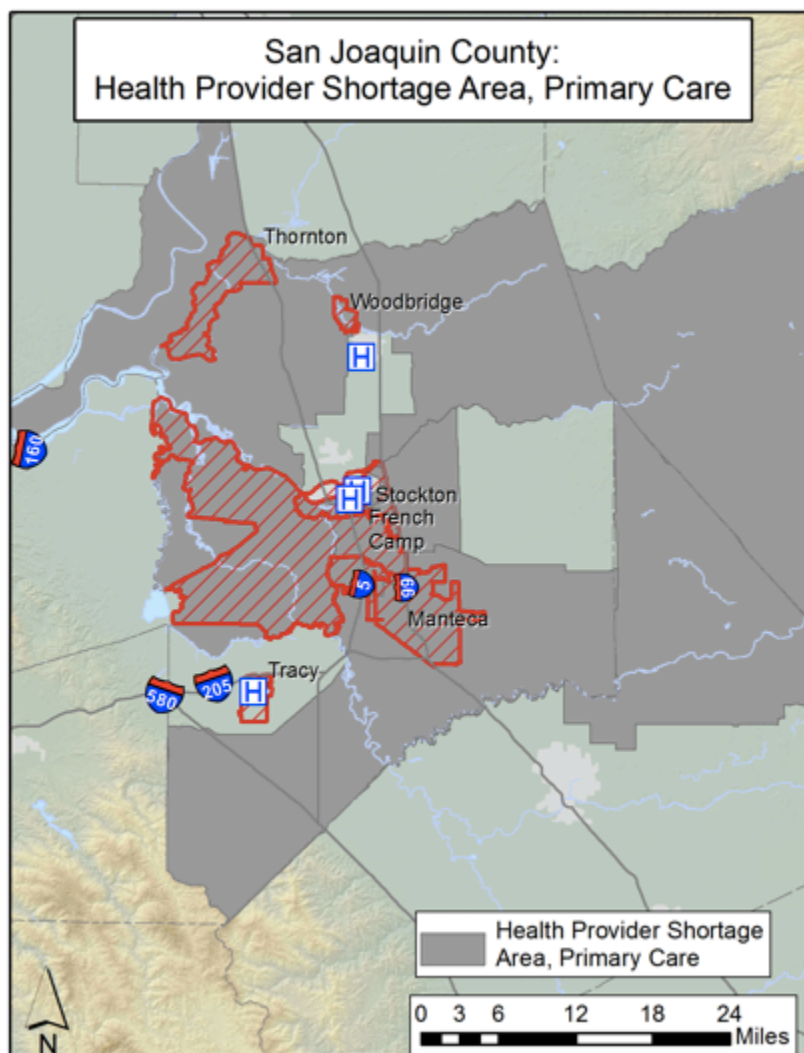 San Joaquin County:
Health Provider Shortage Area, Primary Care
Thornton
Woodbridge
H
160
H
Stockton
French
Camp
5
99
Manteca
Tracy
H
205
580
Health Provider Shortage
Area, Primary Care
0 3 6 12 18 24
Miles
N